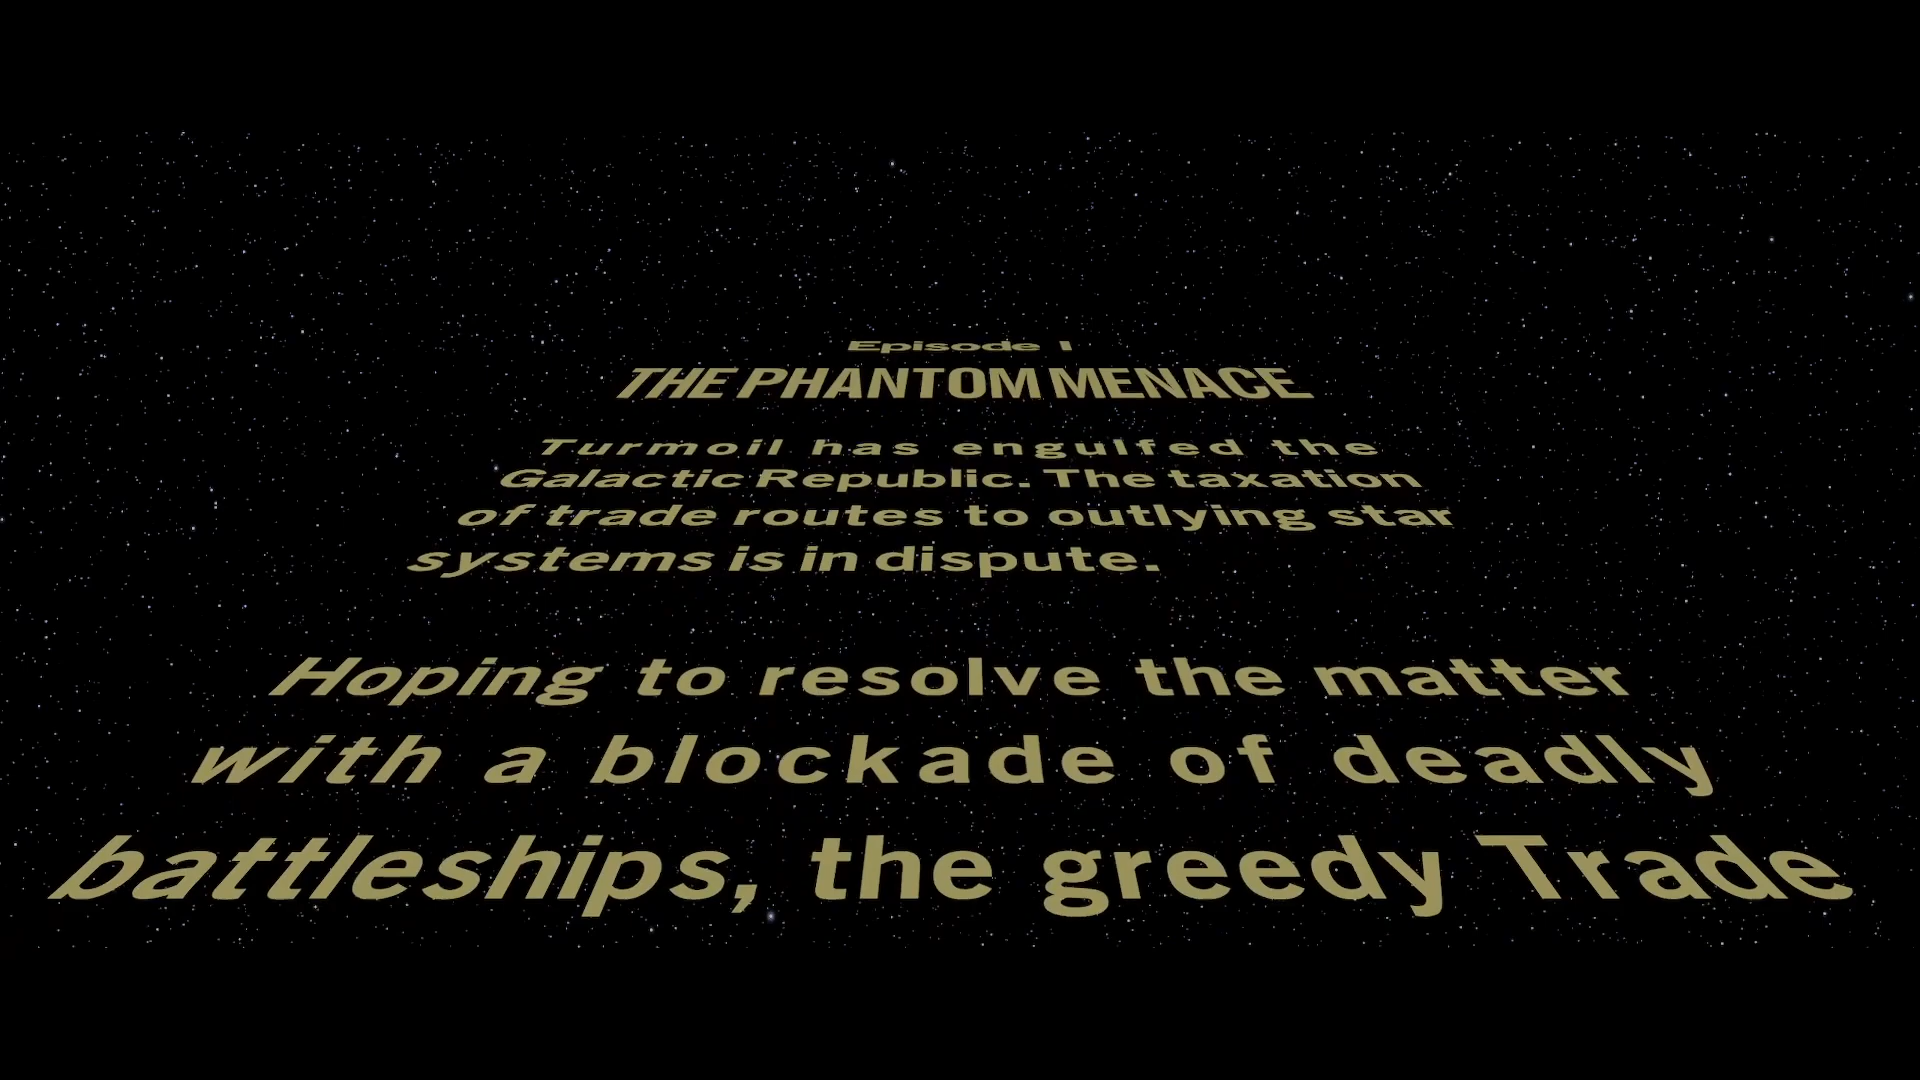 Episode I
THE PHANTOM MENACE
Turmoil has engulfed the
Galactic Republic. The taxation
of trade routes to outlying star
systems is in dispute.
Hoping to resolve the matter
with a blockade of deadly
battleships, the greedy Trade